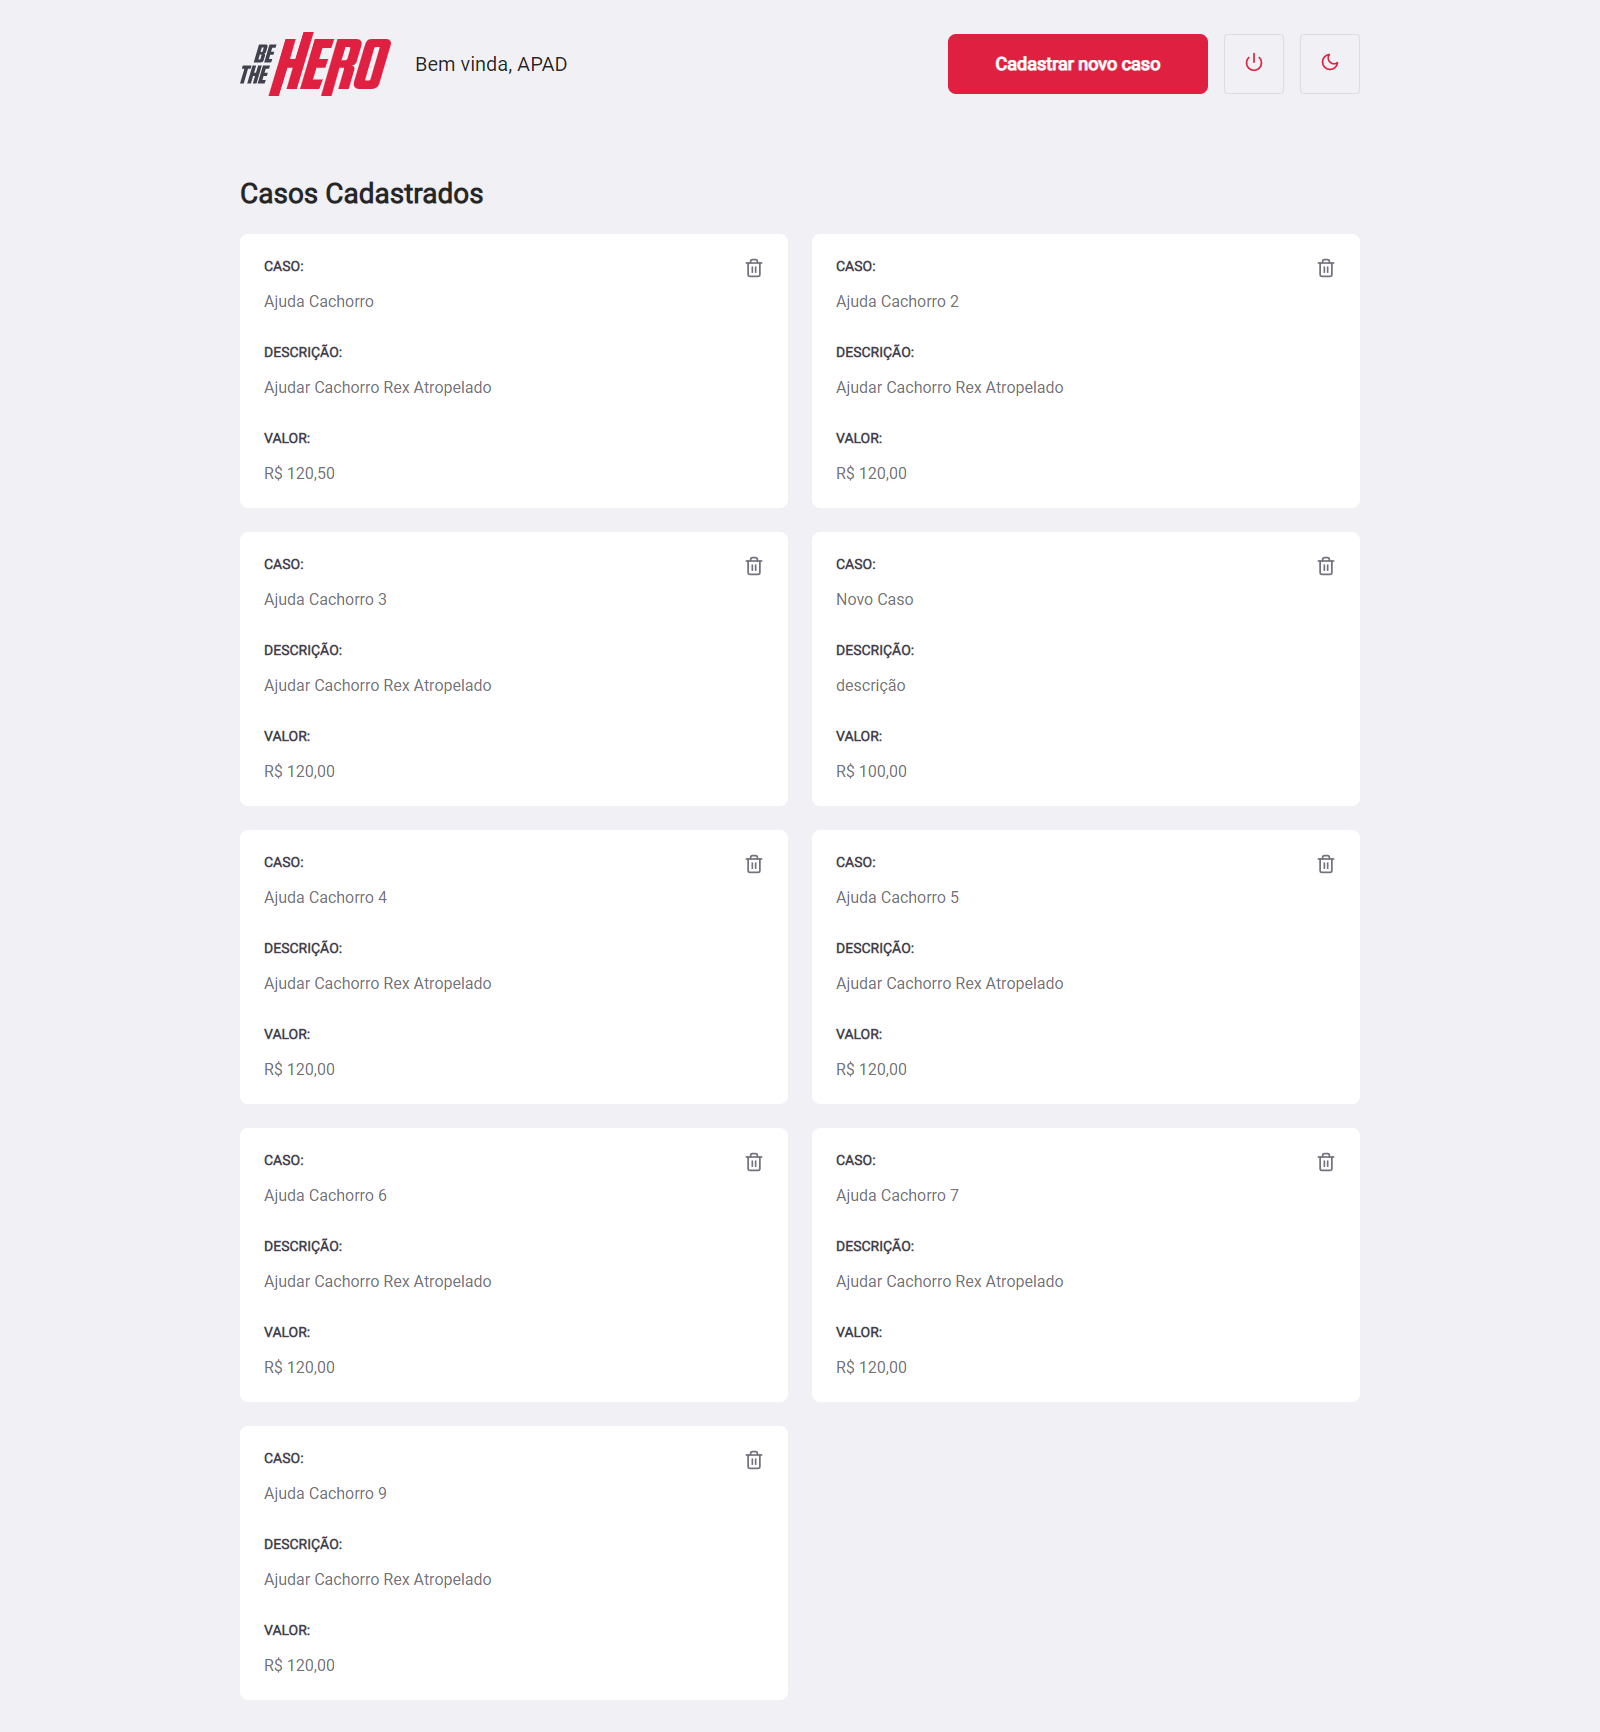 BE THE HERO
Bem vinda, APAD
Cadastrar novo caso
Casos Cadastrados
CASO:
Ajuda Cachorro
DESCRIÇÃO:
Ajudar Cachorro Rex Atropelado
VALOR:
R$ 120,50
CASO:
Ajuda Cachorro 2
DESCRIÇÃO:
Ajudar Cachorro Rex Atropelado
VALOR:
R$ 120,00
CASO:
Ajuda Cachorro 3
DESCRIÇÃO:
Ajudar Cachorro Rex Atropelado
VALOR:
R$ 120,00
CASO:
Novo Caso
DESCRIÇÃO:
descrição
VALOR:
R$ 100,00
CASO:
Ajuda Cachorro 4
DESCRIÇÃO:
Ajudar Cachorro Rex Atropelado
VALOR:
R$ 120,00
CASO:
Ajuda Cachorro 5
DESCRIÇÃO:
Ajudar Cachorro Rex Atropelado
VALOR:
R$ 120,00
CASO:
Ajuda Cachorro 6
DESCRIÇÃO:
Ajudar Cachorro Rex Atropelado
VALOR:
R$ 120,00
CASO:
Ajuda Cachorro 7
DESCRIÇÃO:
Ajudar Cachorro Rex Atropelado
VALOR:
R$ 120,00
CASO:
Ajuda Cachorro 9
DESCRIÇÃO:
Ajudar Cachorro Rex Atropelado
VALOR:
R$ 120,00